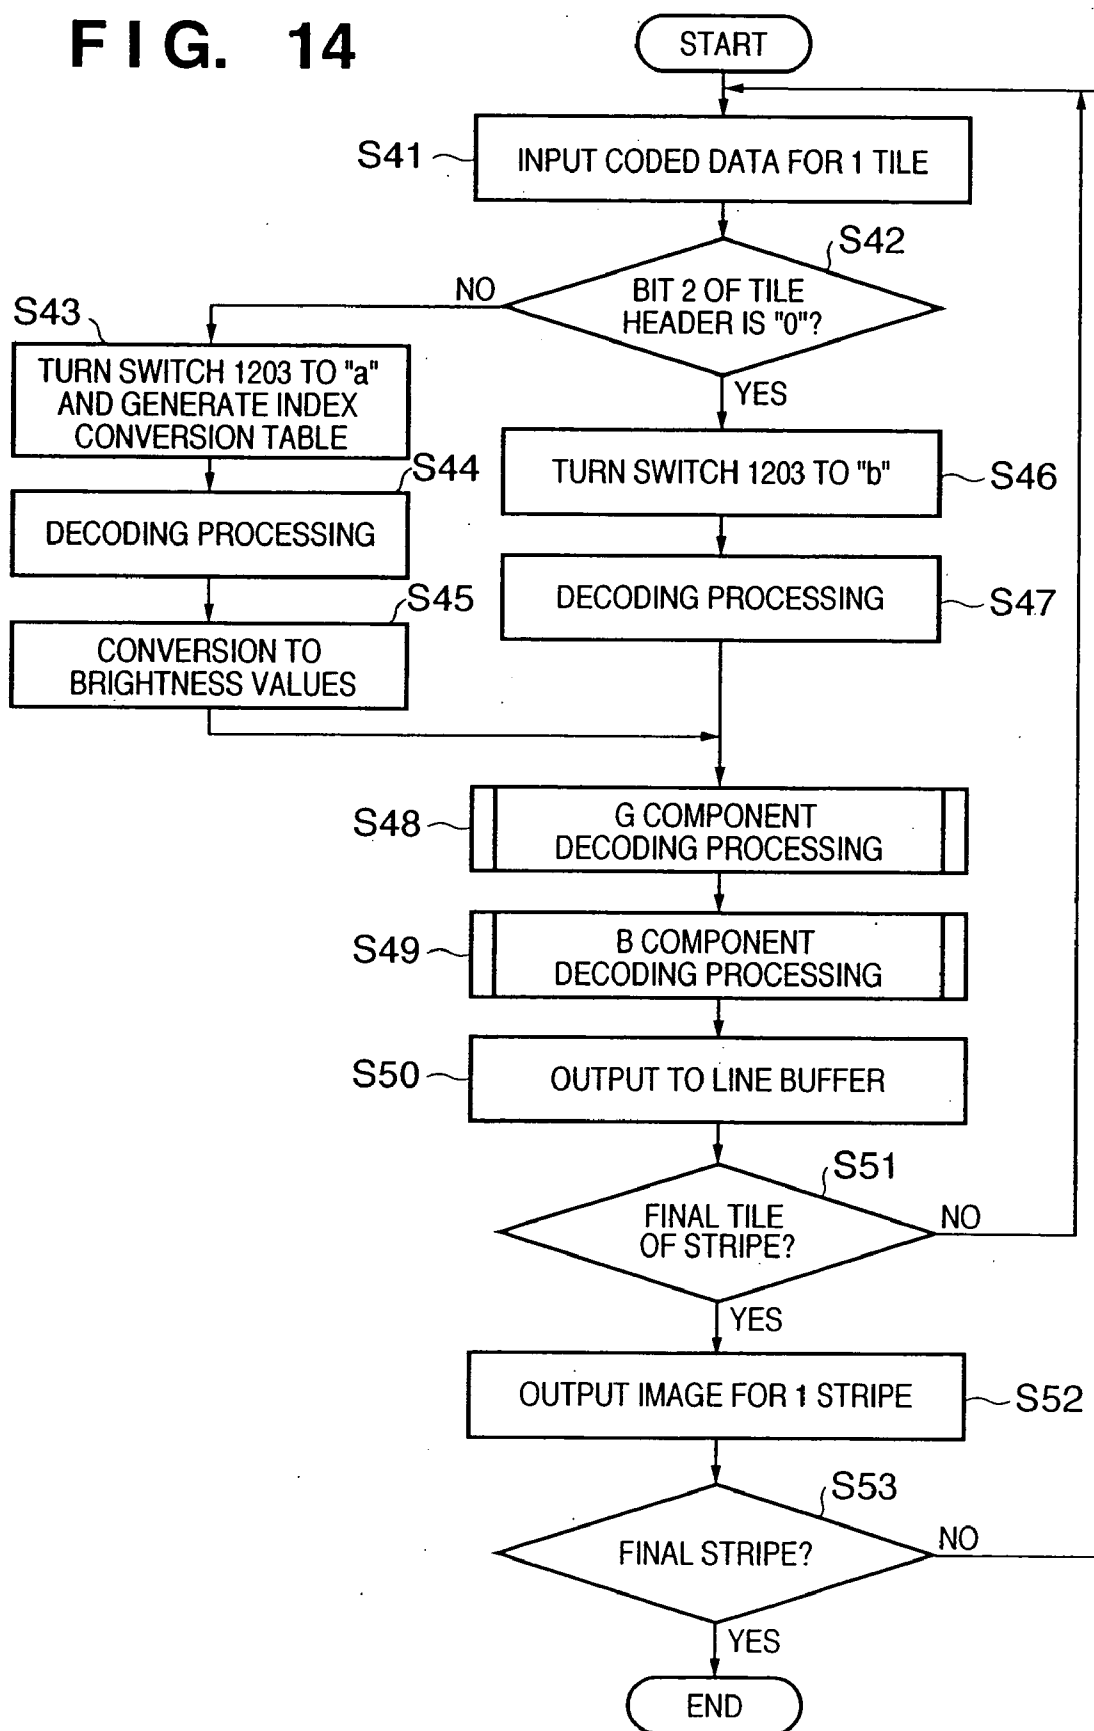 FIG. 14
START
S41
INPUT CODED DATA FOR 1 TILE
S42
BIT 2 OF TILE
HEADER IS "0"?
NO
YES
S43
TURN SWITCH 1203 TO "a"
AND GENERATE INDEX
CONVERSION TABLE
S44
DECODING PROCESSING
S45
CONVERSION TO
BRIGHTNESS VALUES
TURN SWITCH 1203 TO "b"
S46
DECODING PROCESSING
S47
S48
G COMPONENT
DECODING PROCESSING
S49
B COMPONENT
DECODING PROCESSING
S50
OUTPUT TO LINE BUFFER
S51
FINAL TILE
OF STRIPE?
NO
YES
OUTPUT IMAGE FOR 1 STRIPE
S52
S53
FINAL STRIPE?
NO
YES
END